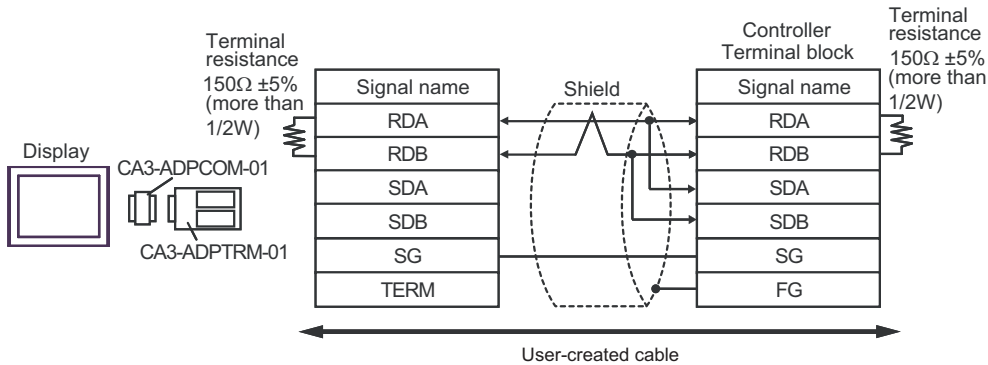 Terminal
resistance
150Ω ±5%
(more than
1/2W)
Controller
Terminal block
Terminal
resistance
150Ω ±5%
(more than
1/2W)
Display
CA3-ADPCOM-01
CA3-ADPTRM-01
Signal name
RDA
RDB
SDA
SDB
SG
TERM
Shield
Signal name
RDA
RDB
SDA
SDB
SG
FG
User-created cable